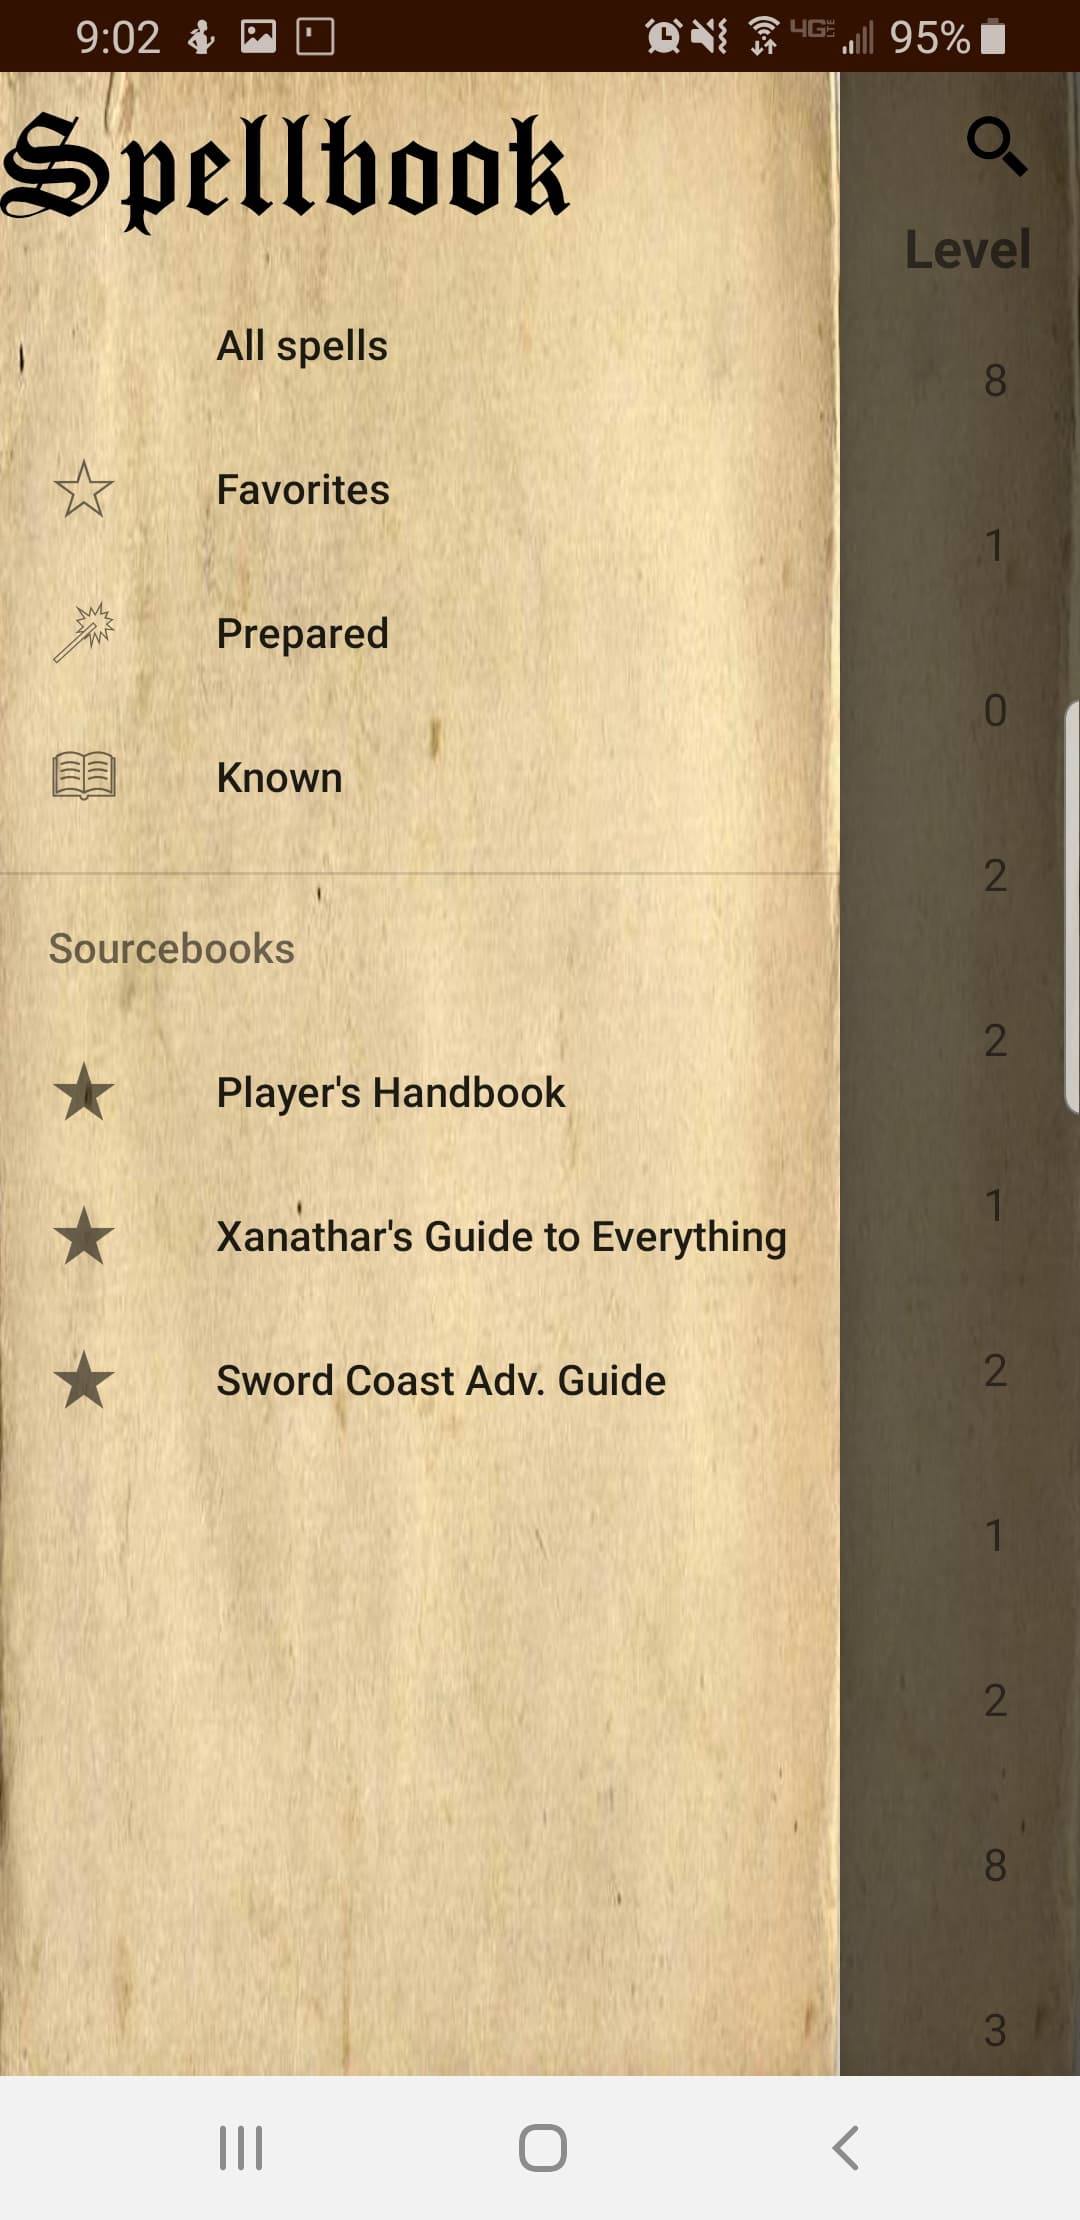 9:02 4G LTE 95%
Spellbook
Level
All spells
8
Favorites
1
Prepared
0
Known
2
Sourcebooks
2
Player's Handbook
1
Xanathar's Guide to Everything
2
Sword Coast Adv. Guide
1
2
8
3